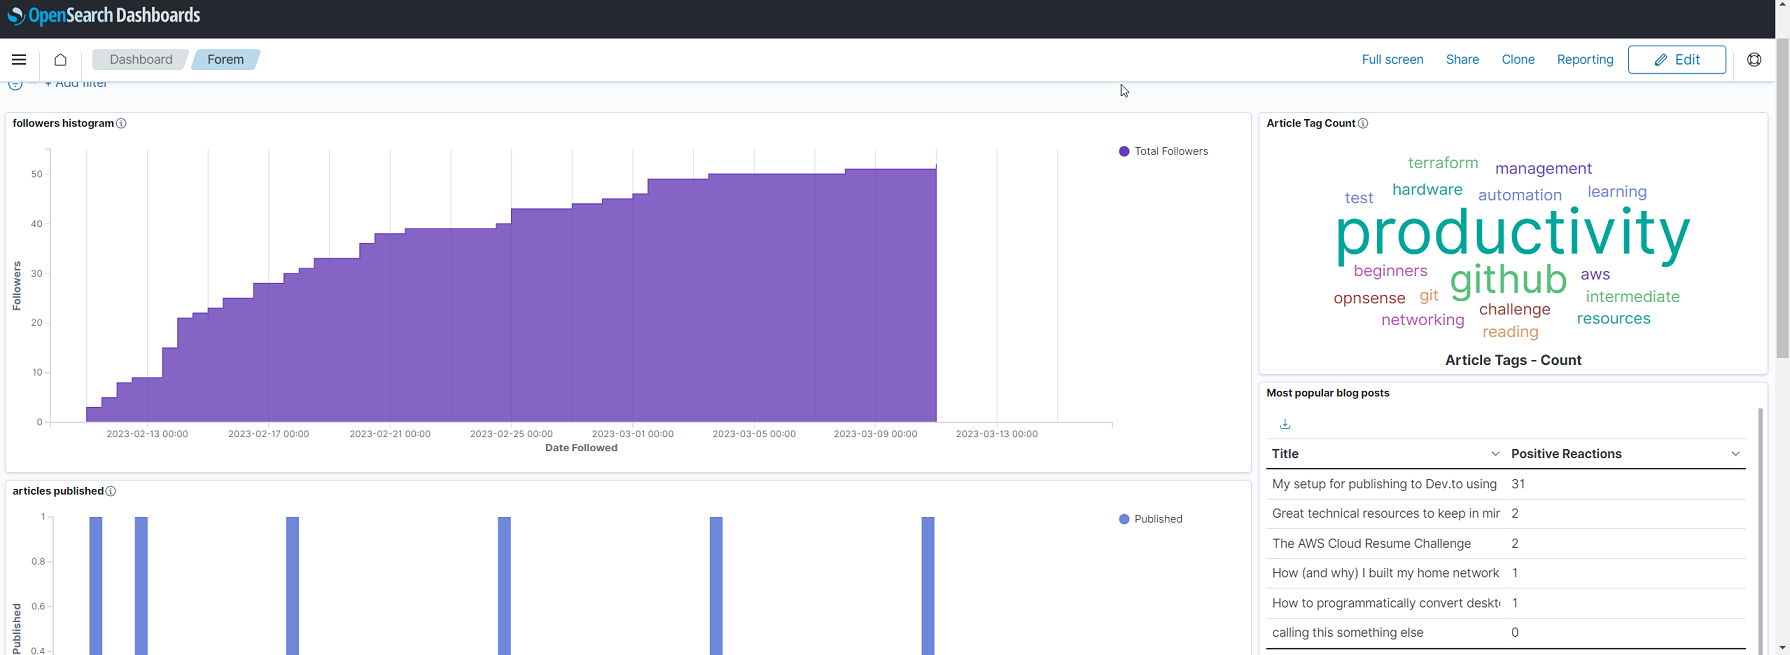 OpenSearch Dashboards
Dashboard
Forem
Full screen
Share
Clone
Reporting
Edit
+ Add filter
followers histogram
Total Followers
50
40
30
20
10
0
Followers
2023-02-13 00:00
2023-02-17 00:00
2023-02-21 00:00
2023-02-25 00:00
2023-03-01 00:00
2023-03-05 00:00
2023-03-09 00:00
2023-03-13 00:00
Date Followed
articles published
Published
1
0.8
0.6
0.4
Published
Article Tag Count
terraform
management
hardware
test
automation
learning
productivity
beginners
github
aws
opnsense
git
intermediate
challenge
networking
resources
reading
Article Tags - Count
Most popular blog posts
Title Positive Reactions
My setup for publishing to Dev.to using 31
Great technical resources to keep in mir 2
The AWS Cloud Resume Challenge 2
How (and why) I built my home network 1
How to programmatically convert deskt 1
calling this something else 0